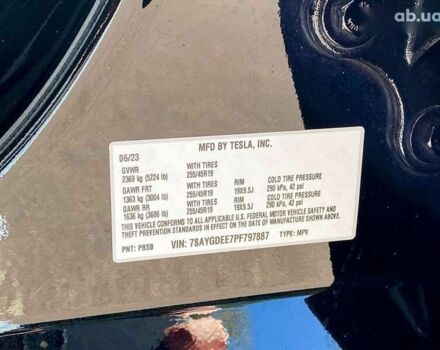 ab.ua
MFD BY TESLA, INC.
06/23
GVWR WITH TIRES
2369 kg (5224 lb) 255/45R19
GAWR FRT WITH TIRES RIM COLD TIRE PRESSURE
1363 kg (3004 lb) 255/45R19 19X9.5J 290 kPa, 42 psi
GAWR RR WITH TIRES RIM COLD TIRE PRESSURE
1636 kg (3606 lb) 255/45R19 19X9.5J 290 kPa, 42 psi
THIS VEHICLE CONFORMS TO ALL APPLICABLE U.S. FEDERAL MOTOR VEHICLE SAFETY AND
THEFT PREVENTION STANDARDS IN EFFECT ON THE DATE OF MANUFACTURE SHOWN ABOVE.
PNT: PBSB VIN: 7SAYGDEE7PF797887 TYPE: MPV